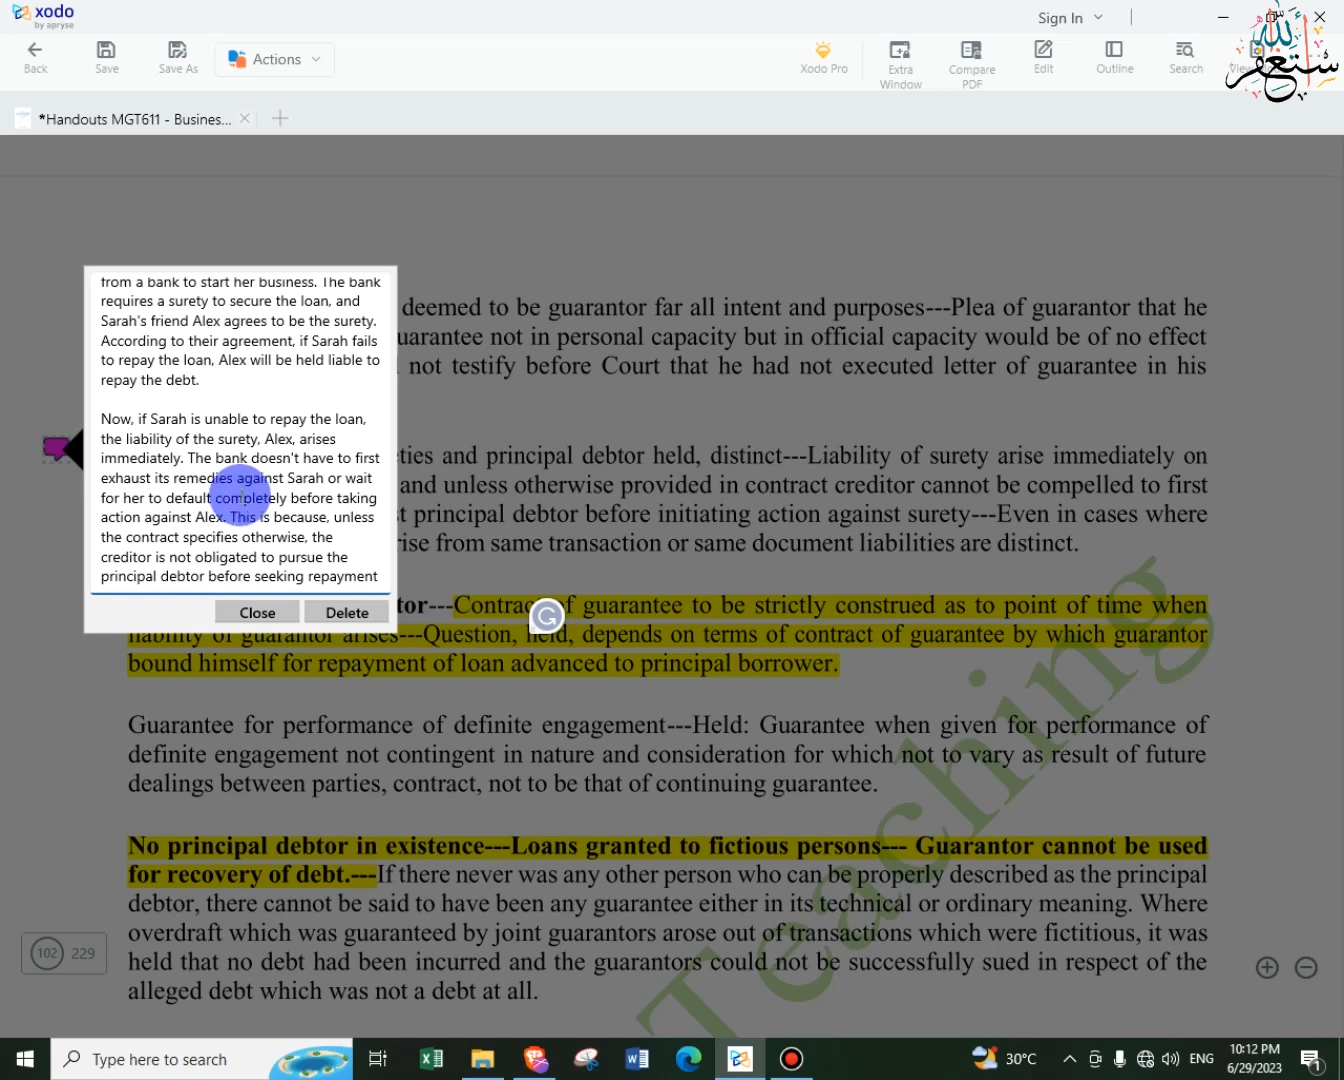 xodo
by apryse
Sign In
Back
Save
Save As
Actions
Xodo Pro
Extra Window
Compare PDF
Edit
Outline
Search
أستغفر الله
*Handouts MGT611 - Busines...
from a bank to start her business. The bank
requires a surety to secure the loan, and
Sarah's friend Alex agrees to be the surety.
According to their agreement, if Sarah fails
to repay the loan, Alex will be held liable to
repay the debt.
Now, if Sarah is unable to repay the loan,
the liability of the surety, Alex, arises
immediately. The bank doesn't have to first
exhaust its remedies against Sarah or wait
for her to default completely before taking
action against Alex. This is because, unless
the contract specifies otherwise, the
creditor is not obligated to pursue the
principal debtor before seeking repayment
Close
Delete
deemed to be guarantor far all intent and purposes---Plea of guarantor that he
uarantee not in personal capacity but in official capacity would be of no effect
not testify before Court that he had not executed letter of guarantee in his
ties and principal debtor held, distinct---Liability of surety arise immediately on
and unless otherwise provided in contract creditor cannot be compelled to first
t principal debtor before initiating action against surety---Even in cases where
rise from same transaction or same document liabilities are distinct.
tor---Contract of guarantee to be strictly construed as to point of time when
liability of guarantor arises---Question, held, depends on terms of contract of guarantee by which guarantor
bound himself for repayment of loan advanced to principal borrower.
Guarantee for performance of definite engagement---Held: Guarantee when given for performance of
definite engagement not contingent in nature and consideration for which not to vary as result of future
dealings between parties, contract, not to be that of continuing guarantee.
No principal debtor in existence---Loans granted to fictious persons--- Guarantor cannot be used
for recovery of debt.---If there never was any other person who can be properly described as the principal
debtor, there cannot be said to have been any guarantee either in its technical or ordinary meaning. Where
overdraft which was guaranteed by joint guarantors arose out of transactions which were fictitious, it was
held that no debt had been incurred and the guarantors could not be successfully sued in respect of the
alleged debt which was not a debt at all.
Teaching
102 229
Type here to search
30°C
ENG
10:12 PM
6/29/2023
1